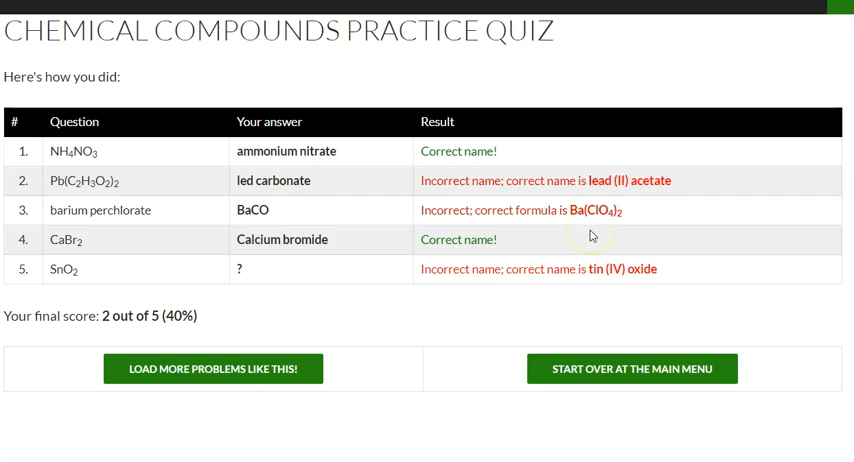 CHEMICAL COMPOUNDS PRACTICE QUIZ
Here's how you did:
# Question Your answer Result
1. NH₄NO₃ ammonium nitrate Correct name!
2. Pb(C₂H₃O₂)₂ led carbonate Incorrect name; correct name is lead (II) acetate
3. barium perchlorate BaCO Incorrect; correct formula is Ba(ClO₄)₂
4. CaBr₂ Calcium bromide Correct name!
5. SnO₂ ? Incorrect name; correct name is tin (IV) oxide
Your final score: 2 out of 5 (40%)
LOAD MORE PROBLEMS LIKE THIS! START OVER AT THE MAIN MENU